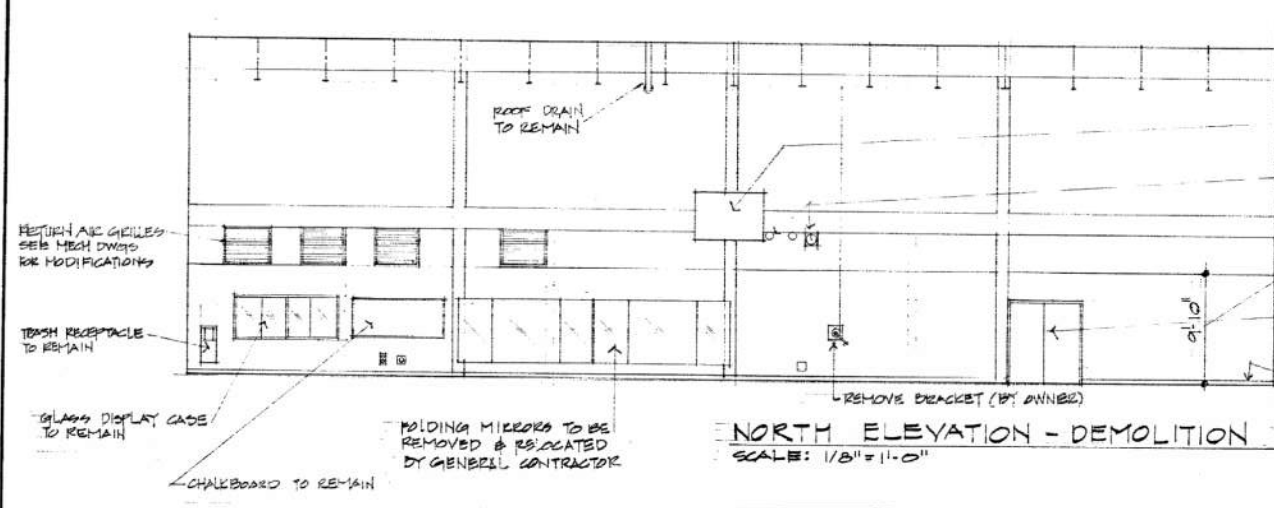 ROOF DRAIN
TO REMAIN
RETURN AIR GRILLES
SEE MECH DWGS
FOR MODIFICATIONS
TRASH RECEPTACLE
TO REMAIN
9'-10"
GLASS DISPLAY CASE
TO REMAIN
CHALKBOARD TO REMAIN
FOLDING MIRRORS TO BE
REMOVED & RELOCATED
BY GENERAL CONTRACTOR
REMOVE BRACKET (BY OWNER)
NORTH ELEVATION - DEMOLITION
SCALE: 1/8" = 1'-0"